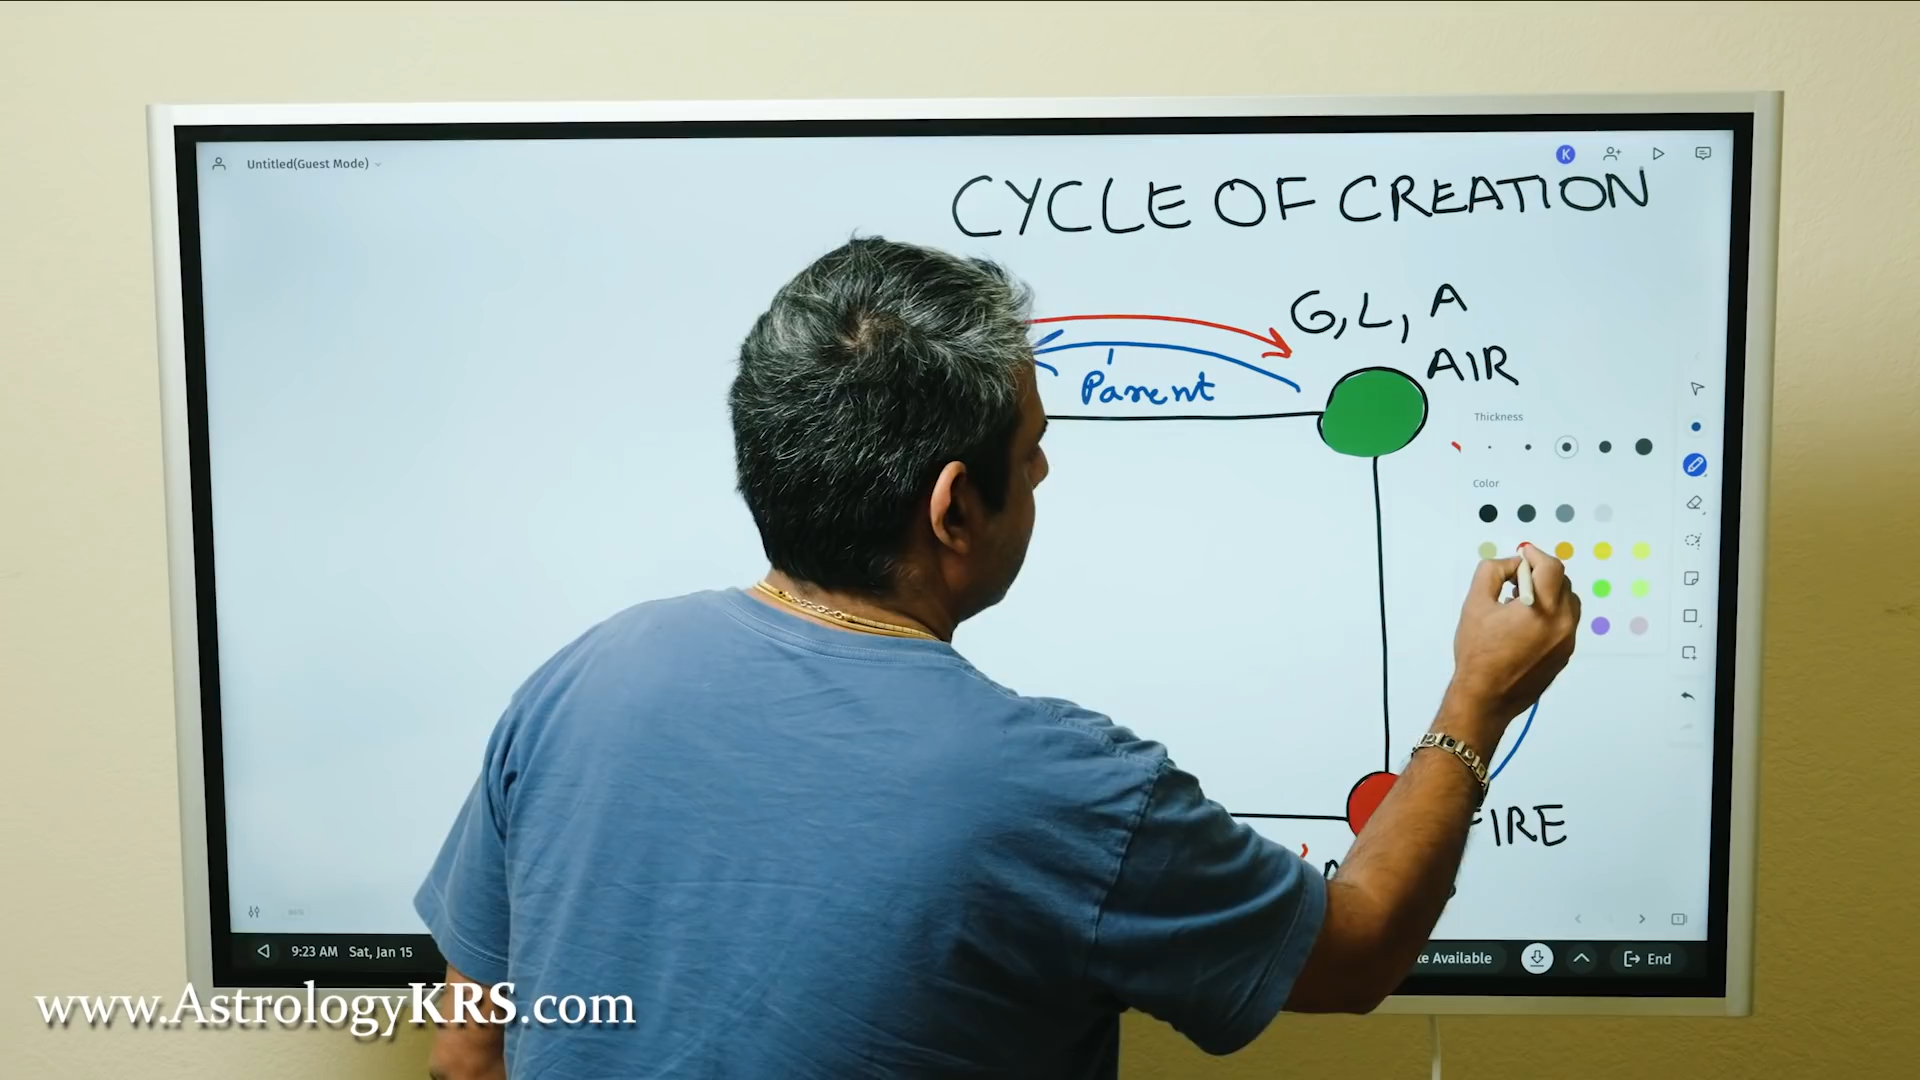 Untitled(Guest Mode)
K
CYCLE OF CREATION
G, L, A
AIR
Parent
Thickness
Color
FIRE
9:23 AM Sat, Jan 15
te Available
End
www.AstrologyKRS.com